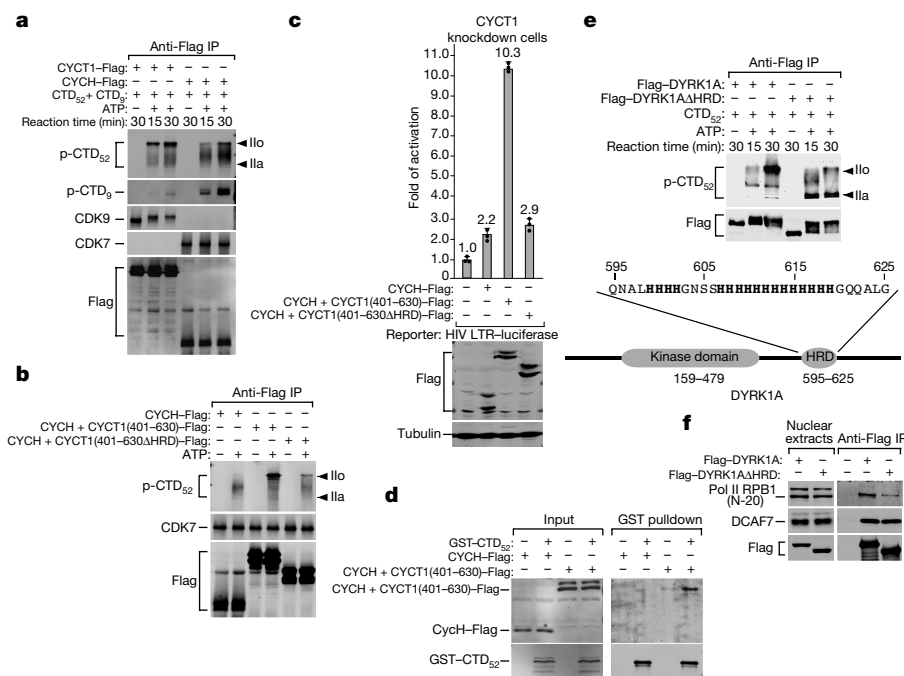 a
Anti-Flag IP
CYCT1–Flag: + + +
CYCH–Flag: + + +
CTD52 + CTD9: + + + + + +
ATP: – + + – + +
Reaction time (min): 30 15 30 30 15 30
p-CTD52
IIo
IIa
p-CTD9
CDK9
CDK7
Flag
b
Anti-Flag IP
CYCH–Flag: + +
CYCH + CYCT1(401–630)–Flag: + +
CYCH + CYCT1(401–630ΔHRD)–Flag: + +
ATP: – + – + – +
p-CTD52
IIo
IIa
CDK7
Flag
c
CYCT1
knockdown cells
Fold of activation
11.0
10.0
9.0
8.0
7.0
6.0
5.0
4.0
3.0
2.0
1.0
1.0
2.2
10.3
2.9
CYCH–Flag: – + – –
CYCH + CYCT1(401–630)–Flag: – – + –
CYCH + CYCT1(401–630ΔHRD)–Flag: – – – +
Reporter: HIV LTR–luciferase
Flag
Tubulin
d
Input
GST pulldown
GST-CTD52: – + – + – + – +
CYCH–Flag: + + – – + + – –
CYCH + CYCT1(401–630)–Flag: – – + + – – + +
CYCH + CYCT1(401–630)–Flag
CycH–Flag
GST–CTD52
e
Anti-Flag IP
Flag–DYRK1A: + + + – – –
Flag–DYRK1AΔHRD: – – – + + +
CTD52: + + + + + +
ATP: – + + – + +
Reaction time (min): 30 15 30 30 15 30
p-CTD52
IIo
IIa
Flag
595 605 615 625
QNALHHHHGNSSHHHHHHHHHHHHHGQQALG
Kinase domain
HRD
159–479
595–625
DYRK1A
f
Nuclear
extracts
Anti-Flag IP
Flag–DYRK1A: + – – + –
Flag–DYRK1AΔHRD: – + – – +
Pol II RPB1
(N-20)
DCAF7
Flag